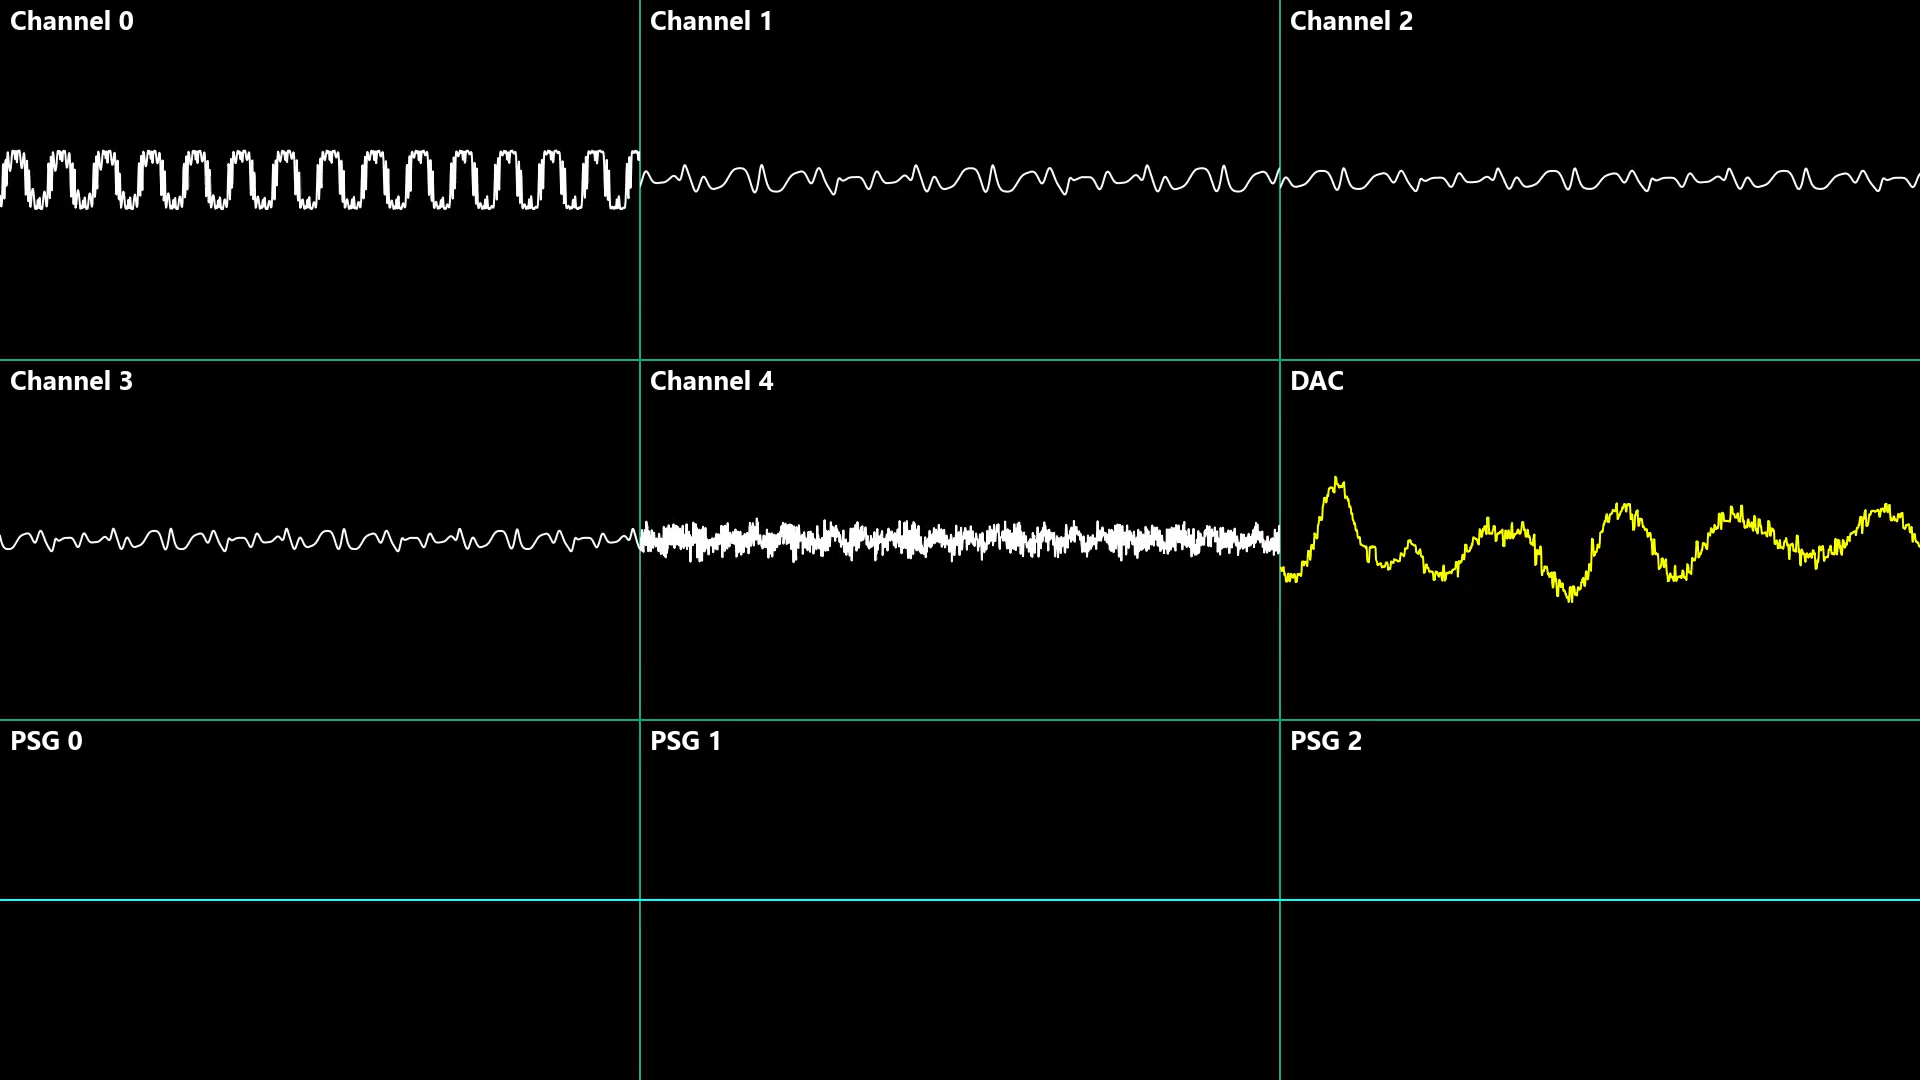 Channel 0
Channel 1
Channel 2
Channel 3
Channel 4
DAC
PSG 0
PSG 1
PSG 2